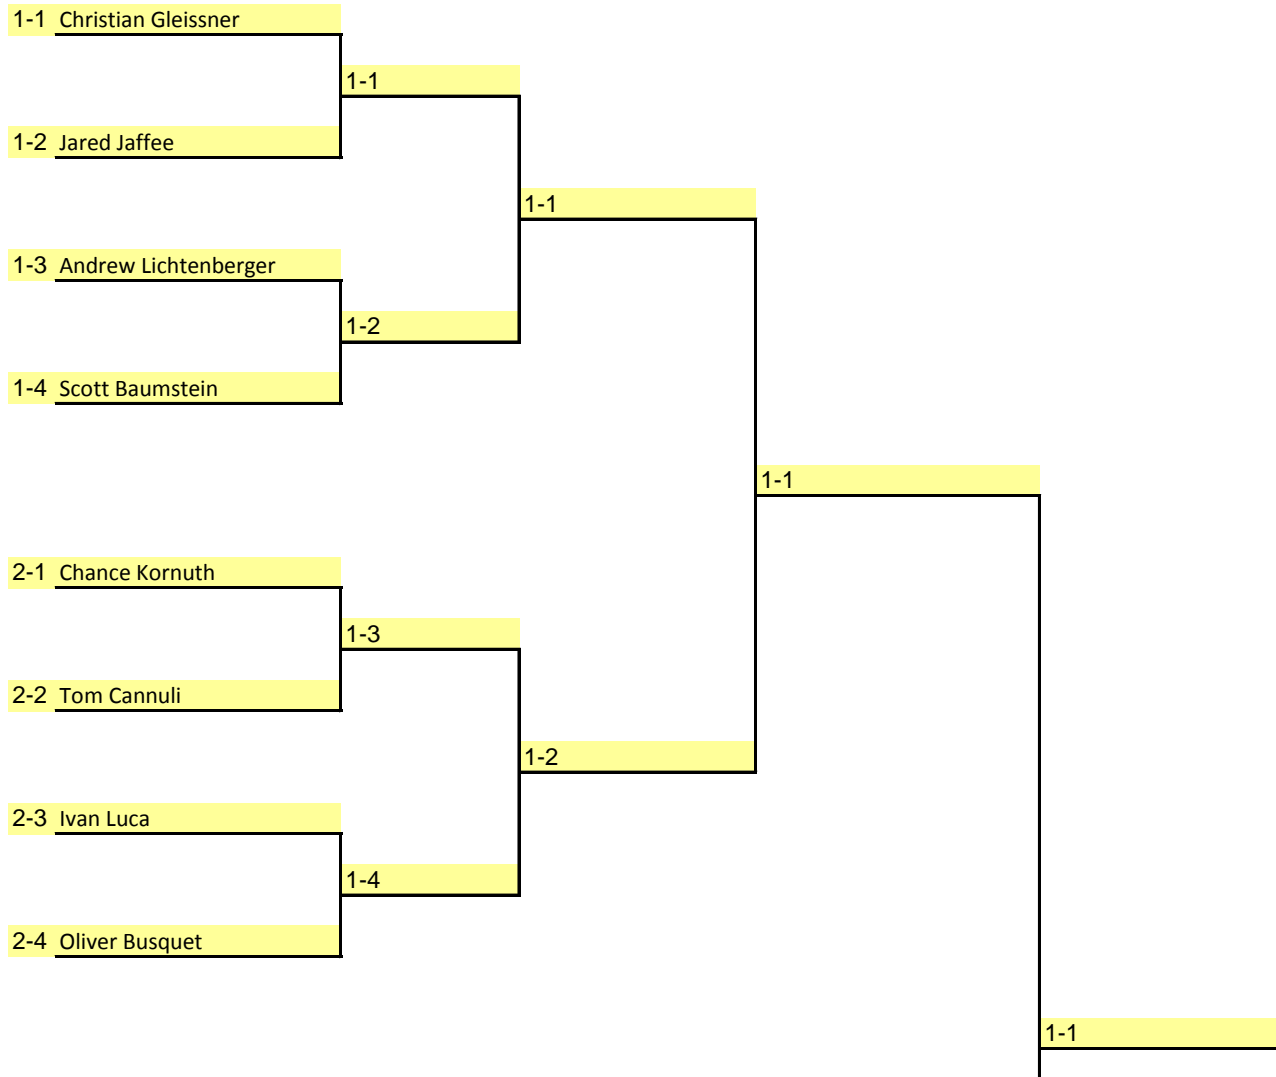 1-1 Christian Gleissner
1-1
1-2 Jared Jaffee
1-1
1-3 Andrew Lichtenberger
1-2
1-4 Scott Baumstein
1-1
2-1 Chance Kornuth
1-3
2-2 Tom Cannuli
1-2
2-3 Ivan Luca
1-4
2-4 Oliver Busquet
1-1